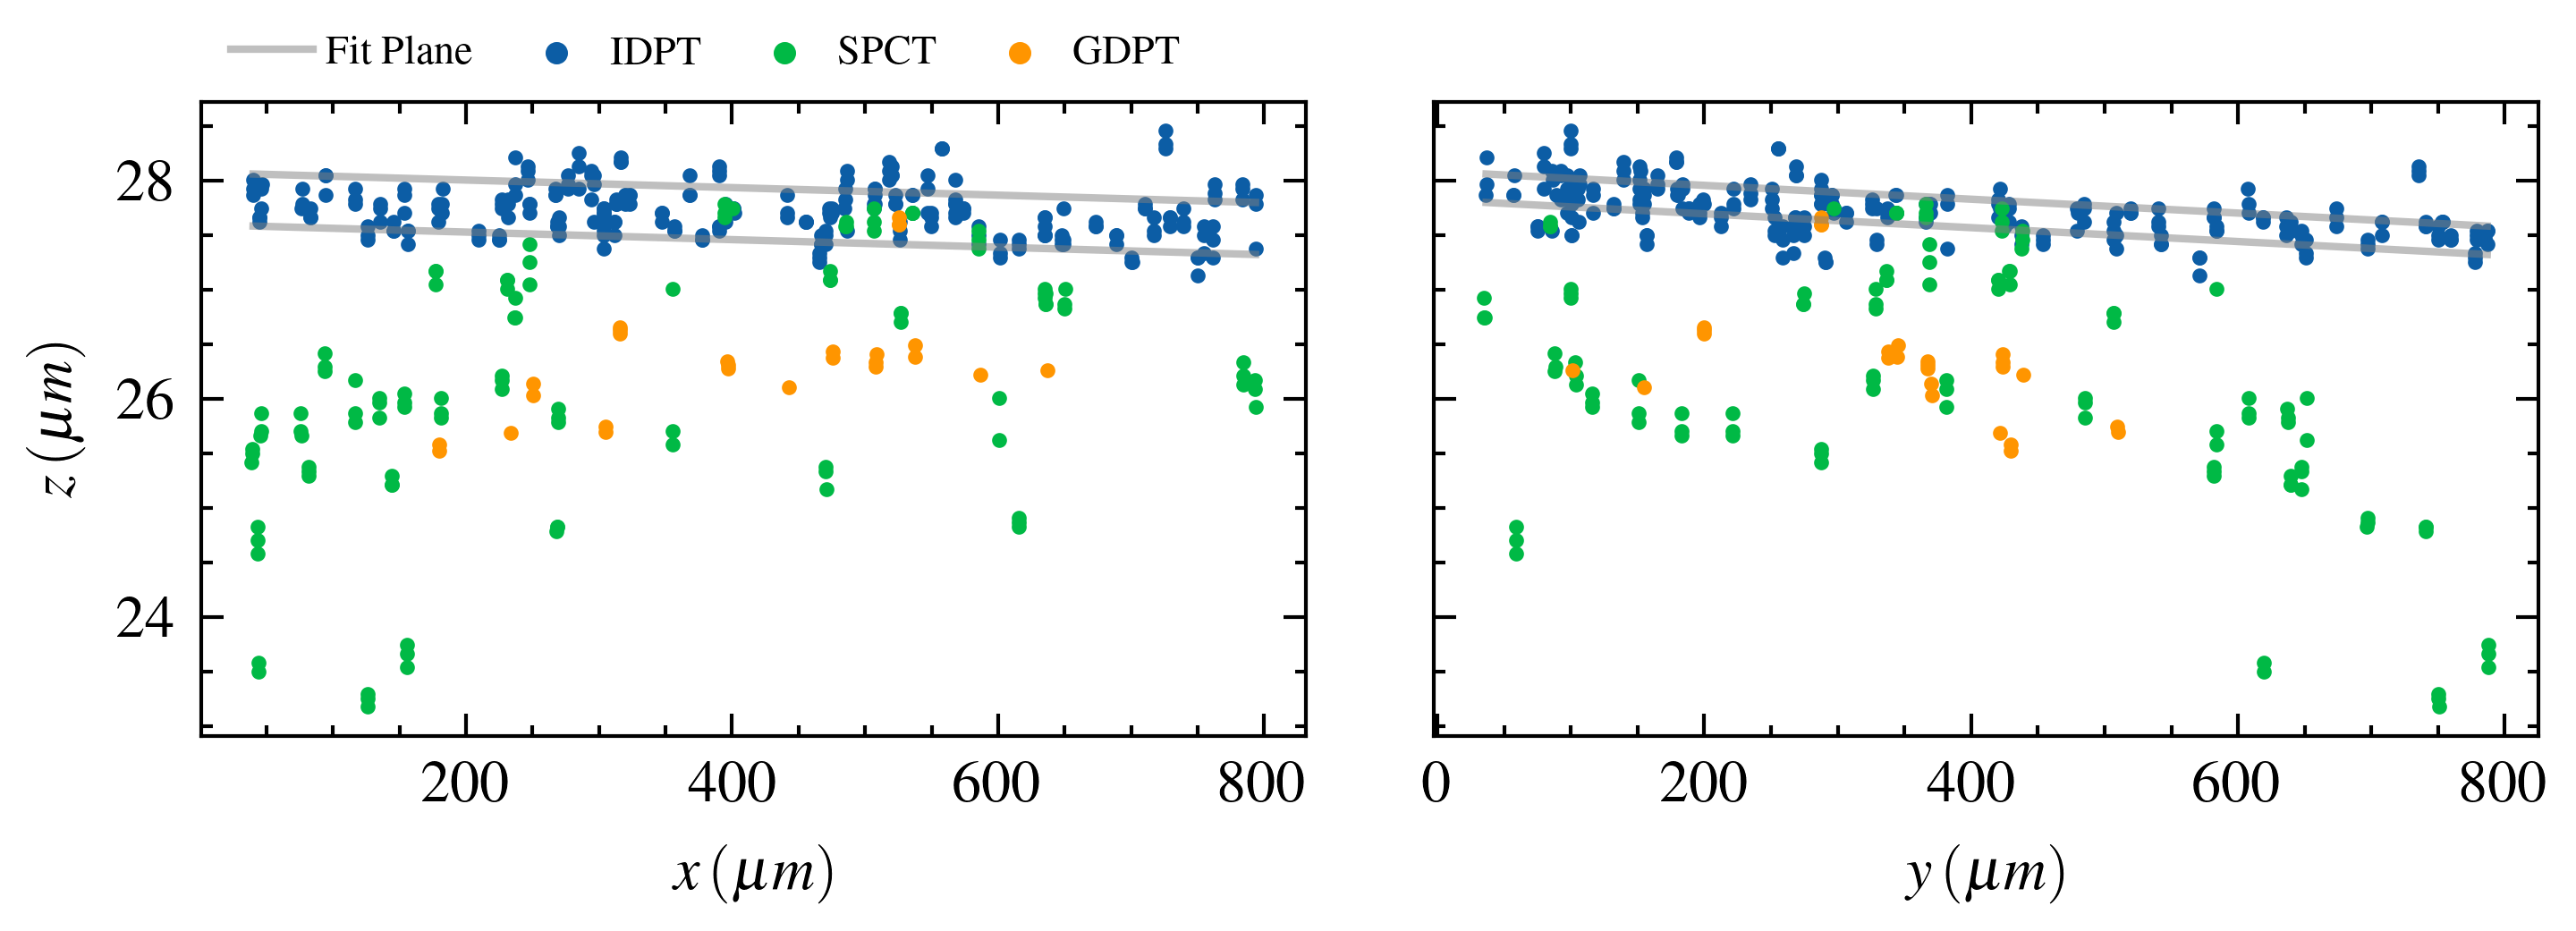 Fit Plane IDPT SPCT GDPT
28
26
24
z (μm)
200 400 600 800
x (μm)
0 200 400 600 800
y (μm)